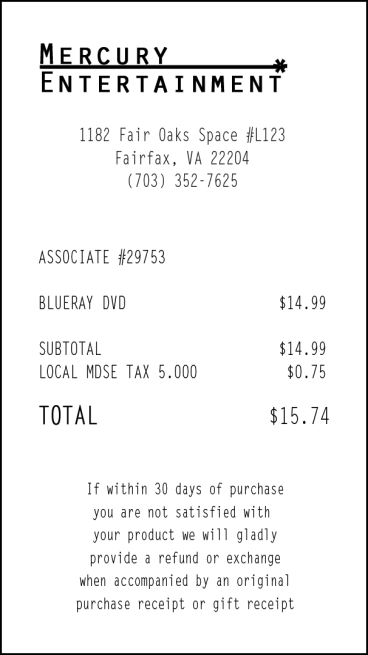 MERCURY
ENTERTAINMENT
1182 Fair Oaks Space #L123
Fairfax, VA 22204
(703) 352-7625
ASSOCIATE #29753
BLUERAY DVD $14.99
SUBTOTAL $14.99
LOCAL MDSE TAX 5.000 $0.75
TOTAL $15.74
If within 30 days of purchase
you are not satisfied with
your product we will gladly
provide a refund or exchange
when accompanied by an original
purchase receipt or gift receipt